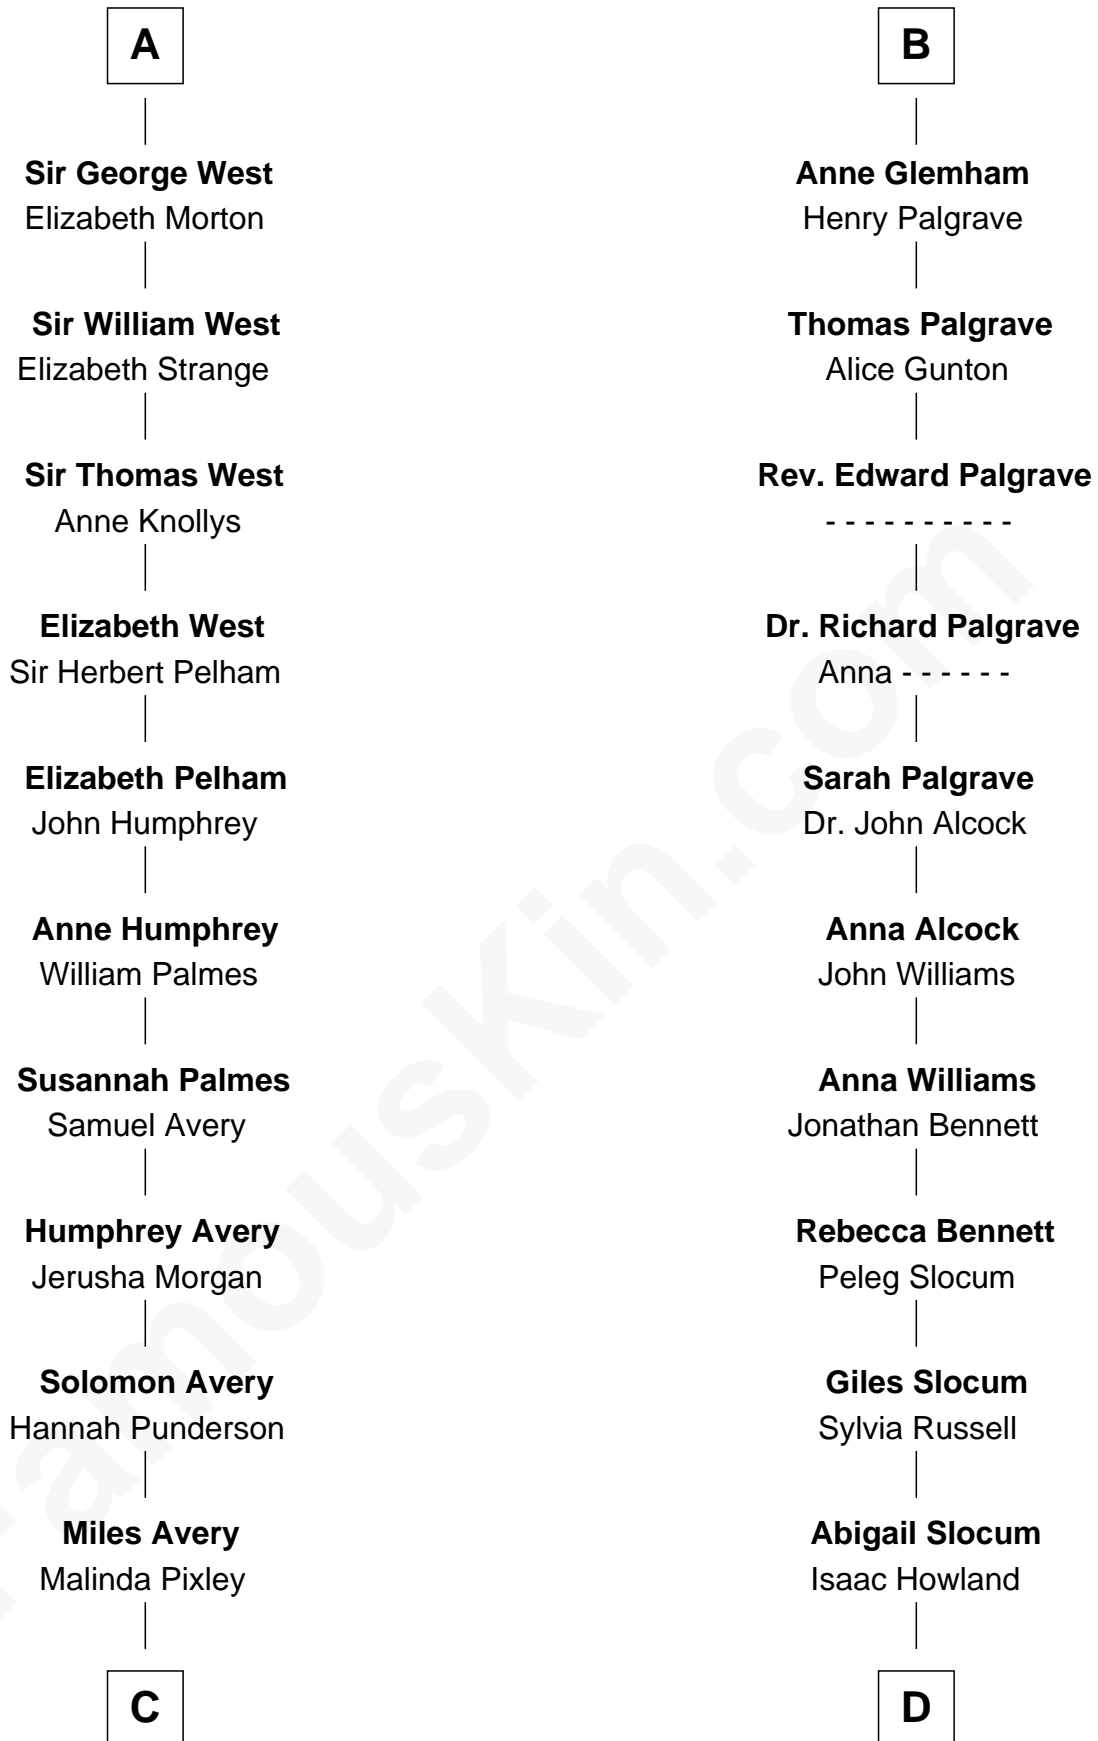 A
Sir George West
Elizabeth Morton
Sir William West
Elizabeth Strange
Sir Thomas West
Anne Knollys
Elizabeth West
Sir Herbert Pelham
Elizabeth Pelham
John Humphrey
Anne Humphrey
William Palmes
Susannah Palmes
Samuel Avery
Humphrey Avery
Jerusha Morgan
Solomon Avery
Hannah Punderson
Miles Avery
Malinda Pixley
C
B
Anne Glemham
Henry Palgrave
Thomas Palgrave
Alice Gunton
Rev. Edward Palgrave
- - - - - - - - - -
Dr. Richard Palgrave
Anna - - - - - -
Sarah Palgrave
Dr. John Alcock
Anna Alcock
John Williams
Anna Williams
Jonathan Bennett
Rebecca Bennett
Peleg Slocum
Giles Slocum
Sylvia Russell
Abigail Slocum
Isaac Howland
D
FamousKin.com